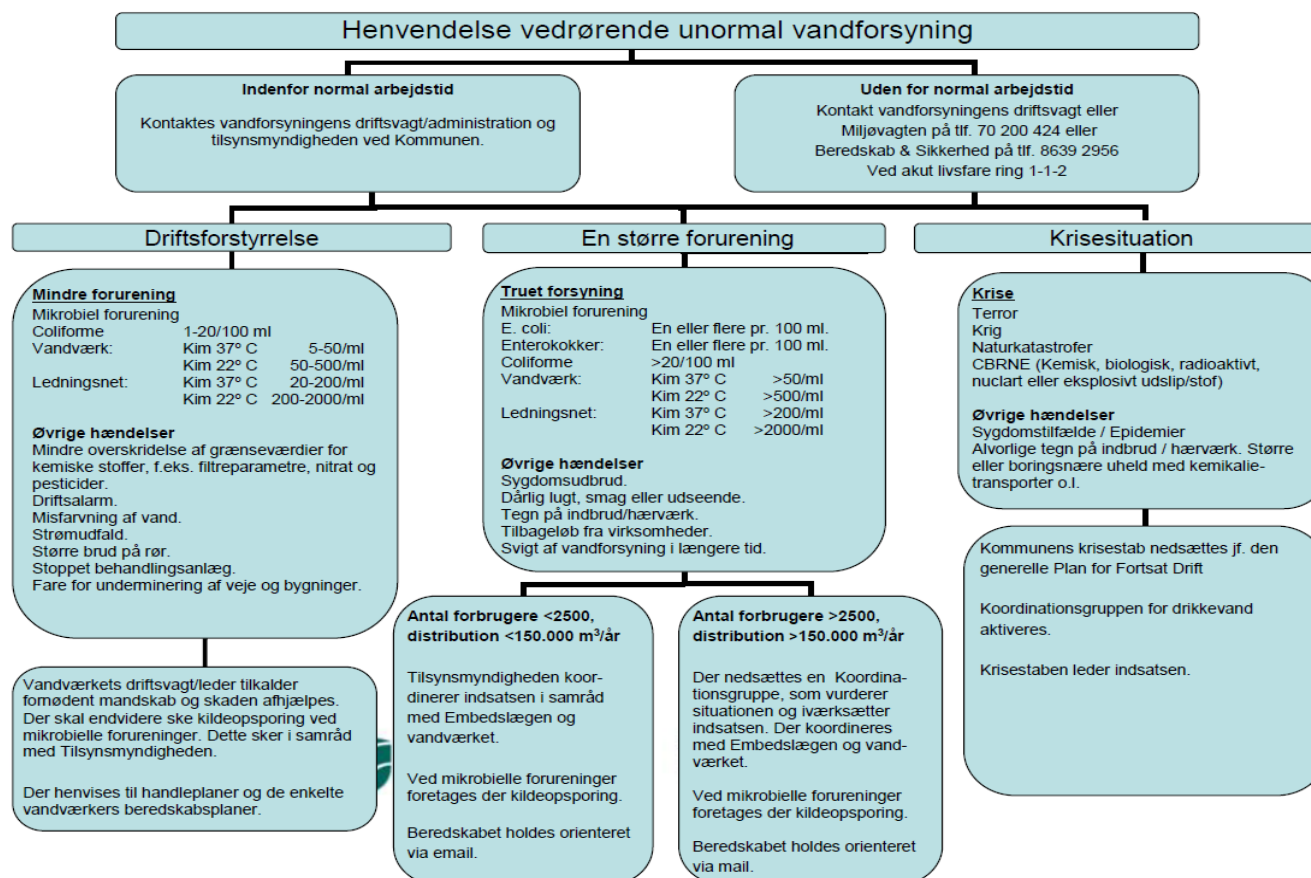 Henvendelse vedrørende unormal vandforsyning
Indenfor normal arbejdstid
Kontaktes vandforsyningens driftsvagt/administration og
tilsynsmyndigheden ved Kommunen.
Uden for normal arbejdstid
Kontakt vandforsyningens driftsvagt eller
Miljøvagten på tlf. 70 200 424 eller
Beredskab & Sikkerhed på tlf. 8639 2956
Ved akut livsfare ring 1-1-2
Driftsforstyrrelse
Mindre forurening
Mikrobiel forurening
Coliforme 1-20/100 ml
Vandværk: Kim 37º C 5-50/ml
Kim 22º C 50-500/ml
Ledningsnet: Kim 37º C 20-200/ml
Kim 22º C 200-2000/ml
Øvrige hændelser
Mindre overskridelse af grænseværdier for
kemiske stoffer, f.eks. filtreparametre, nitrat og
pesticider.
Driftsalarm.
Misfarvning af vand.
Strømudfald.
Større brud på rør.
Stoppet behandlingsanlæg.
Fare for underminering af veje og bygninger.
Vandværkets driftsvagt/leder tilkalder
fornødent mandskab og skaden afhjælpes.
Der skal endvidere ske kildeopsporing ved
mikrobielle forureninger. Dette sker i samråd
med Tilsynsmyndigheden.
Der henvises til handleplaner og de enkelte
vandværkers beredskabsplaner.
En større forurening
Truet forsyning
Mikrobiel forurening
E. coli: En eller flere pr. 100 ml.
Enterokokker: En eller flere pr. 100 ml.
Coliforme >20/100 ml
Vandværk: Kim 37º C >50/ml
Kim 22º C >500/ml
Ledningsnet: Kim 37º C >200/ml
Kim 22º C >2000/ml
Øvrige hændelser
Sygdomsudbrud.
Dårlig lugt, smag eller udseende.
Tegn på indbrud/hærværk.
Tilbageløb fra virksomheder.
Svigt af vandforsyning i længere tid.
Antal forbrugere <2500,
distribution <150.000 m³/år
Tilsynsmyndigheden koor-
dinerer indsatsen i samråd
med Embedslægen og
vandværket.
Ved mikrobielle forureninger
foretages der kildeopsporing.
Beredskabet holdes orienteret
via email.
Antal forbrugere >2500,
distribution >150.000 m³/år
Der nedsættes en Koordina-
tionsgruppe, som vurderer
situationen og iværksætter
indsatsen. Der koordineres
med Embedslægen og vand-
værket.
Ved mikrobielle forureninger
foretages der kildeopsporing.
Beredskabet holdes orienteret
via mail.
Krisesituation
Krise
Terror
Krig
Naturkatastrofer
CBRNE (Kemisk, biologisk, radioaktivt,
nuclart eller eksplosivt udslip/stof)
Øvrige hændelser
Sygdomstilfælde / Epidemier
Alvorlige tegn på indbrud / hærværk. Større
eller boringsnære uheld med kemikalie-
transporter o.l.
Kommunens krisestab nedsættes jf. den
generelle Plan for Fortsat Drift
Koordinationsgruppen for drikkevand
aktiveres.
Krisestaben leder indsatsen.